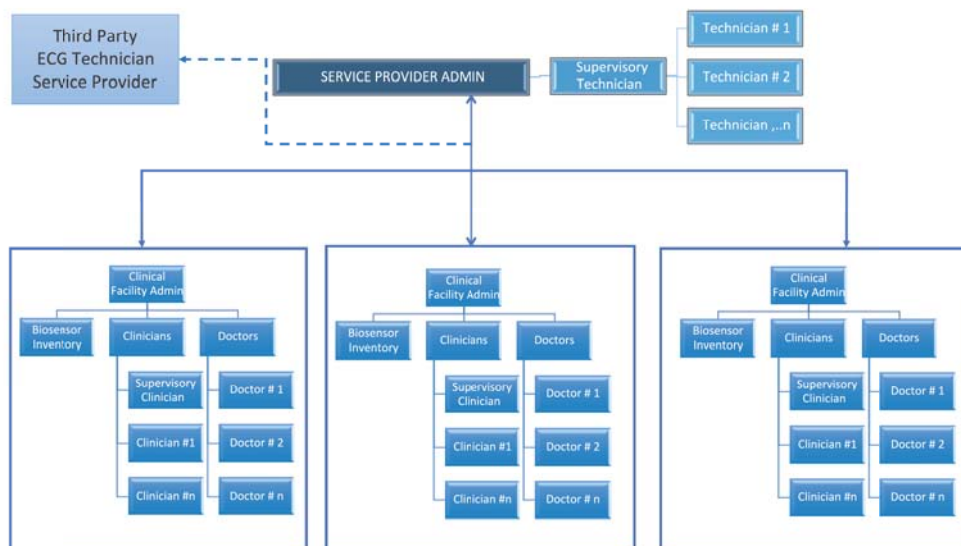 Third Party
ECG Technician
Service Provider
SERVICE PROVIDER ADMIN
Supervisory
Technician
Technician # 1
Technician # 2
Technician ,..n
Clinical
Facility Admin
Biosensor
Inventory
Clinicians
Doctors
Supervisory
Clinician
Doctor # 1
Clinician #1
Doctor # 2
Clinician #n
Doctor # n
Clinical
Facility Admin
Biosensor
Inventory
Clinicians
Doctors
Supervisory
Clinician
Doctor # 1
Clinician #1
Doctor # 2
Clinician #n
Doctor # n
Clinical
Facility Admin
Biosensor
Inventory
Clinicians
Doctors
Supervisory
Clinician
Doctor # 1
Clinician #1
Doctor # 2
Clinician #n
Doctor # n